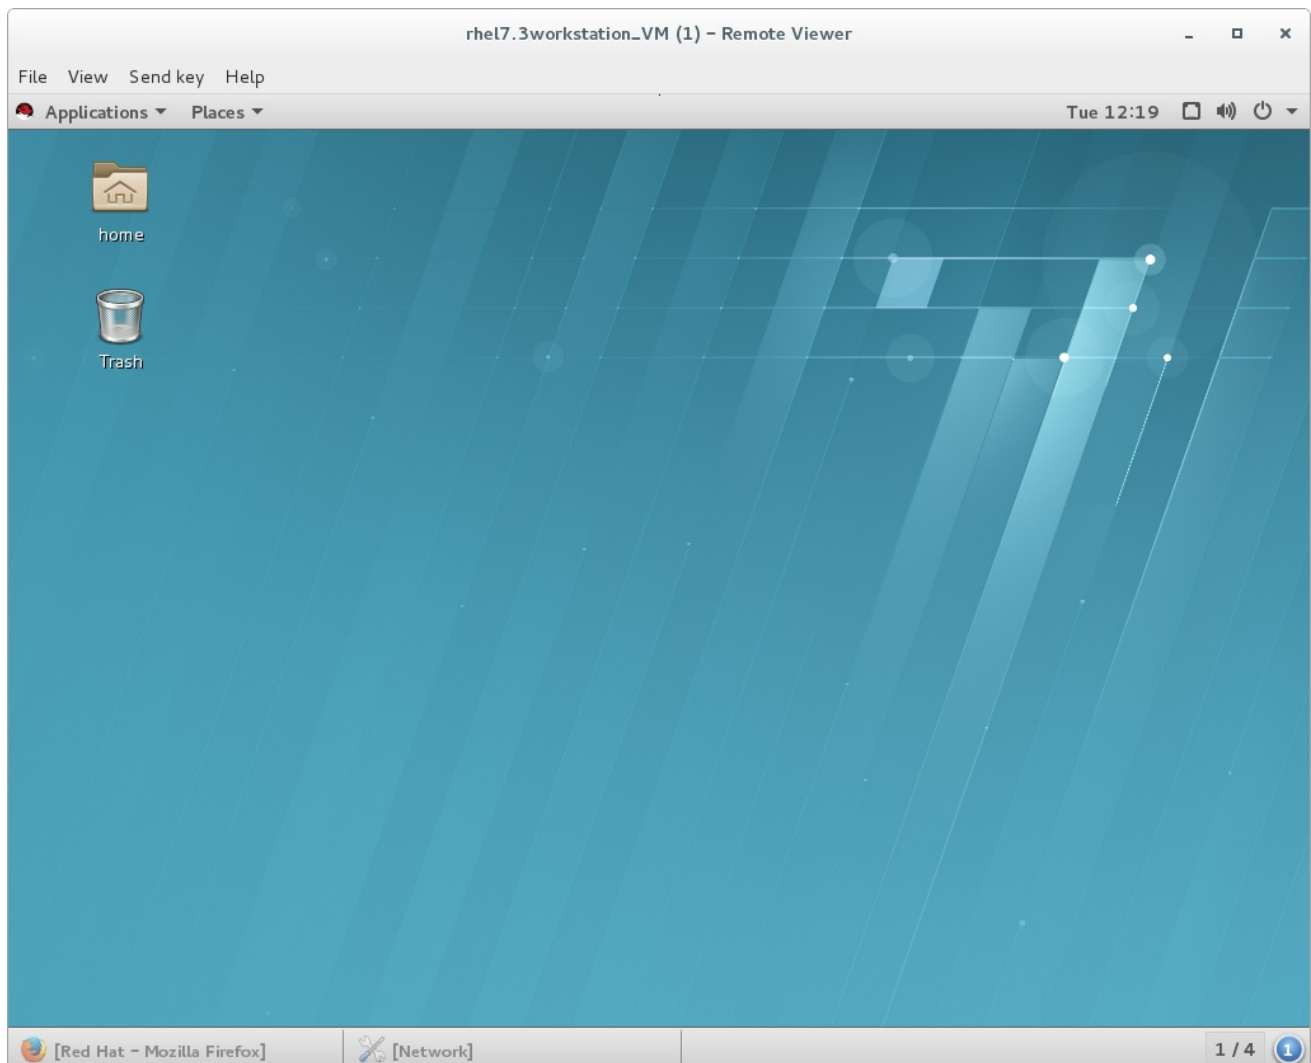 rhel7.3workstation_VM (1) – Remote Viewer
File View Send key Help
Applications Places Tue 12:19
home
Trash
[Red Hat – Mozilla Firefox] [Network] 1 / 4 1